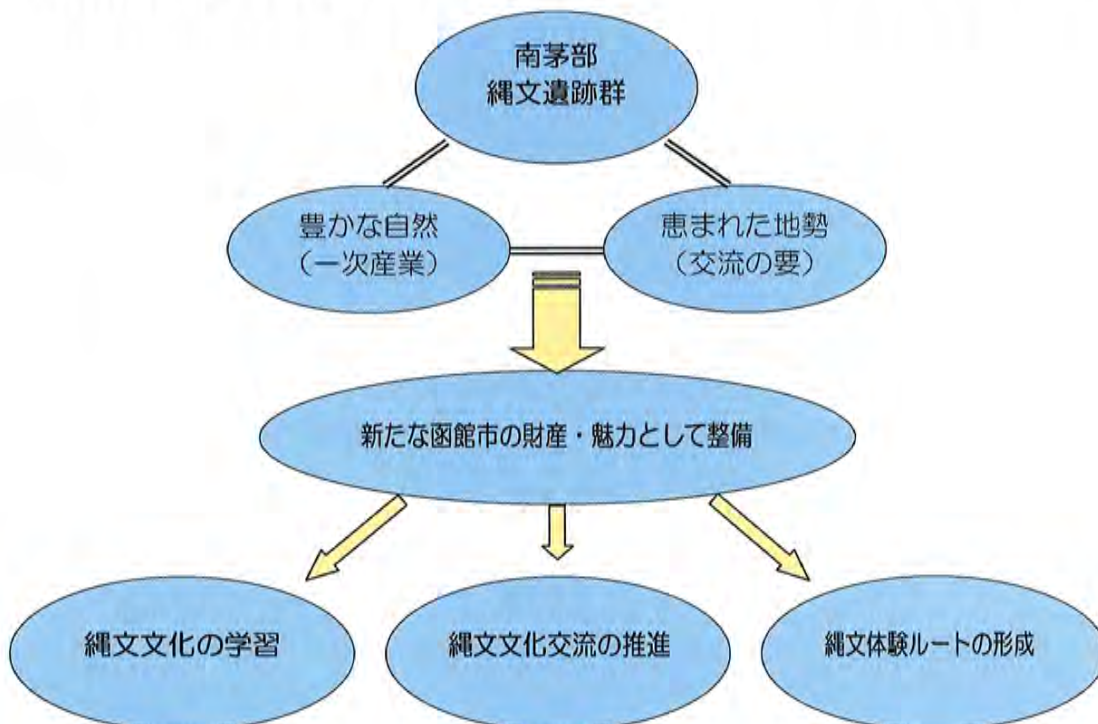 南茅部
縄文遺跡群
豊かな自然
（一次産業）
恵まれた地勢
（交流の要）
新たな函館市の財産・魅力として整備
縄文文化の学習
縄文文化交流の推進
縄文体験ルートの形成